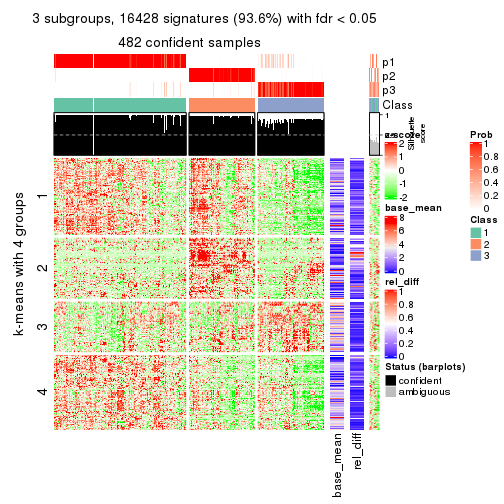 3 subgroups, 16428 signatures (93.6%) with fdr < 0.05
482 confident samples
p1
p2
p3
Class
1
Silhouette
score
k-means with 4 groups
1
2
3
4
base_mean
rel_diff
z-score
2
1
0
-1
-2
base_mean
8
6
4
2
0
rel_diff
1
0.8
0.6
0.4
0.2
0
Status (barplots)
confident
ambiguous
Prob
1
0.8
0.6
0.4
0.2
0
Class
1
2
3